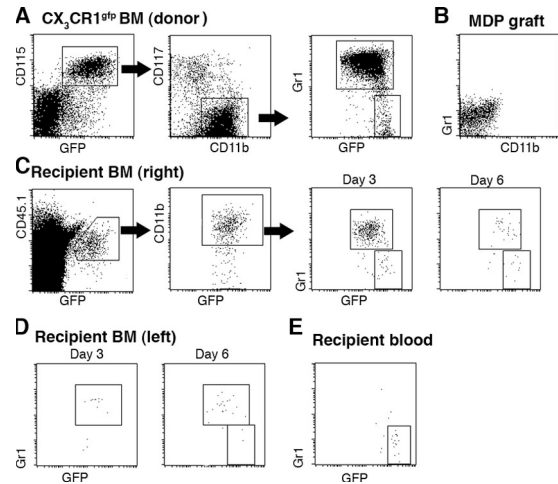 A CX3CR1gfp BM (donor)
CD115
GFP
CD117
CD11b
Gr1
GFP
B MDP graft
Gr1
CD11b
C Recipient BM (right)
CD45.1
GFP
CD11b
Day 3
Day 6
Gr1
GFP
D Recipient BM (left)
Day 3
Day 6
Gr1
GFP
E Recipient blood
Gr1
GFP